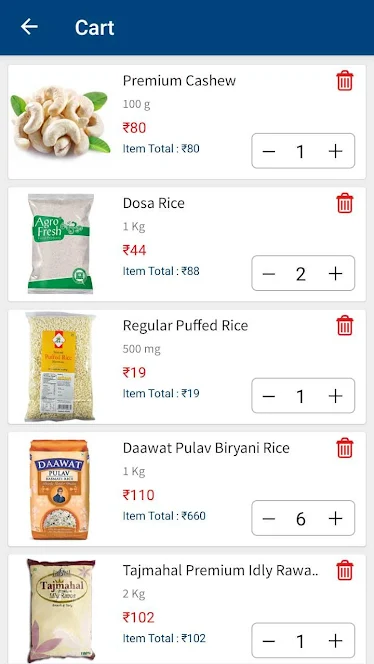 Cart
Premium Cashew
100 g
₹80
Item Total : ₹80
1
Agro
Fresh
Dosa Rice
1 Kg
₹44
Item Total : ₹88
2
Regular Puffed Rice
500 mg
₹19
Item Total : ₹19
1
DAAWAT
PULAV
BASMATI RICE
Daawat Pulav Biryani Rice
1 Kg
₹110
Item Total : ₹660
6
Tajmahal
Tajmahal Premium Idly Rawa..
2 Kg
₹102
Item Total : ₹102
1